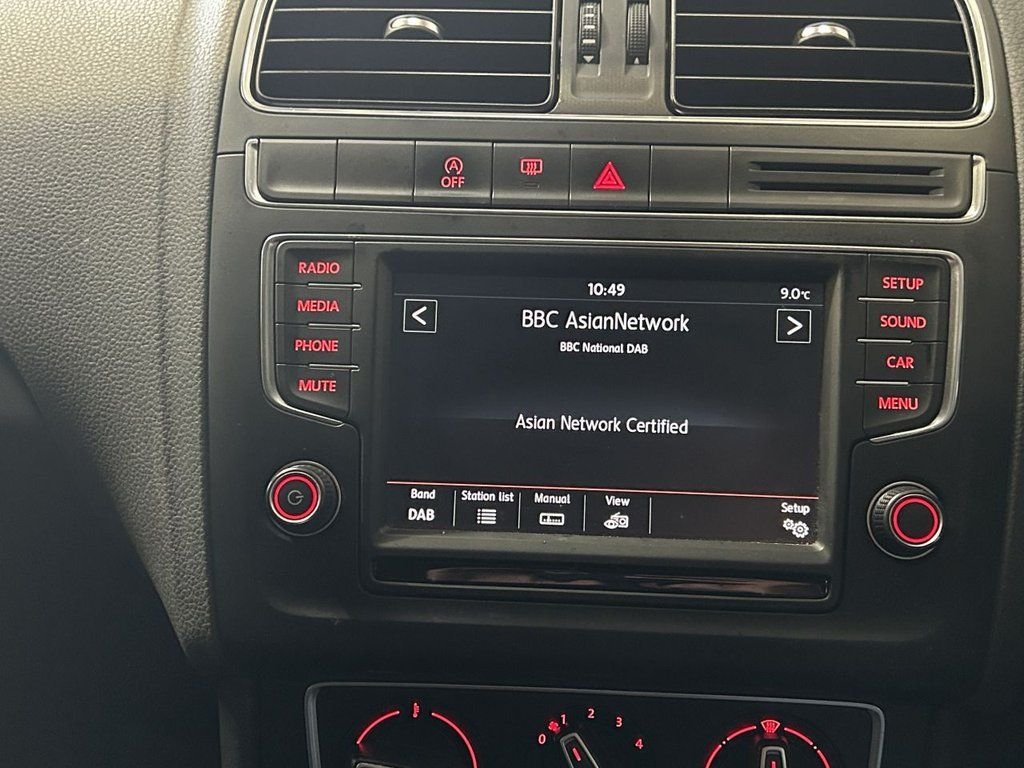 OFF
RADIO
MEDIA
PHONE
MUTE
10:49
9.0°C
<
BBC AsianNetwork
>
BBC National DAB
Asian Network Certified
Band
DAB
Station list
Manual
View
Setup
SETUP
SOUND
CAR
MENU
0 1 2 3 4